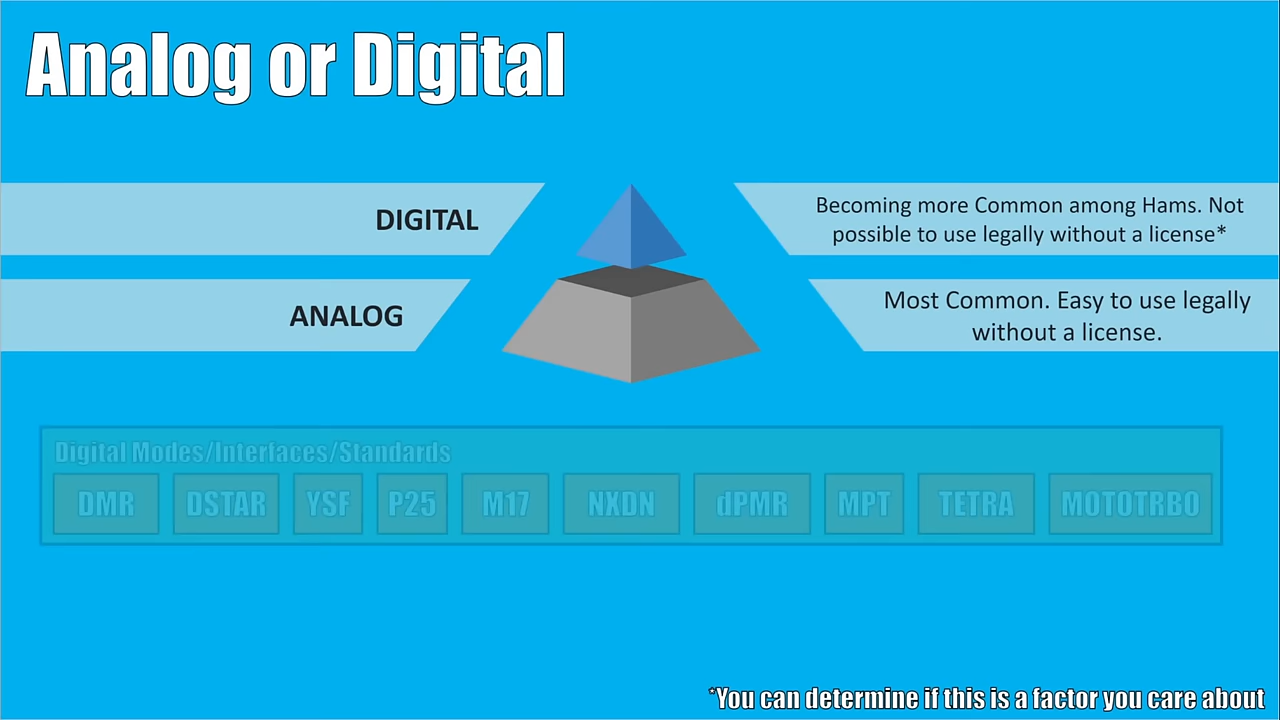 Analog or Digital
DIGITAL
Becoming more Common among Hams. Not
possible to use legally without a license*
ANALOG
Most Common. Easy to use legally
without a license.
Digital Modes/Interfaces/Standards
DMR DSTAR YSF P25 M17 NXDN dPMR MPT TETRA MOTOTRBO
*You can determine if this is a factor you care about